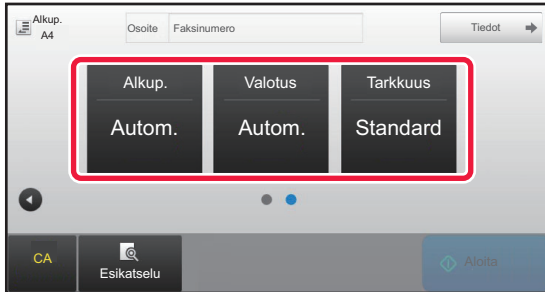 Alkup.
A4
Osoite
Faksinumero
Tiedot
Alkup.
Valotus
Tarkkuus
Autom.
Autom.
Standard
CA
Esikatselu
Aloita